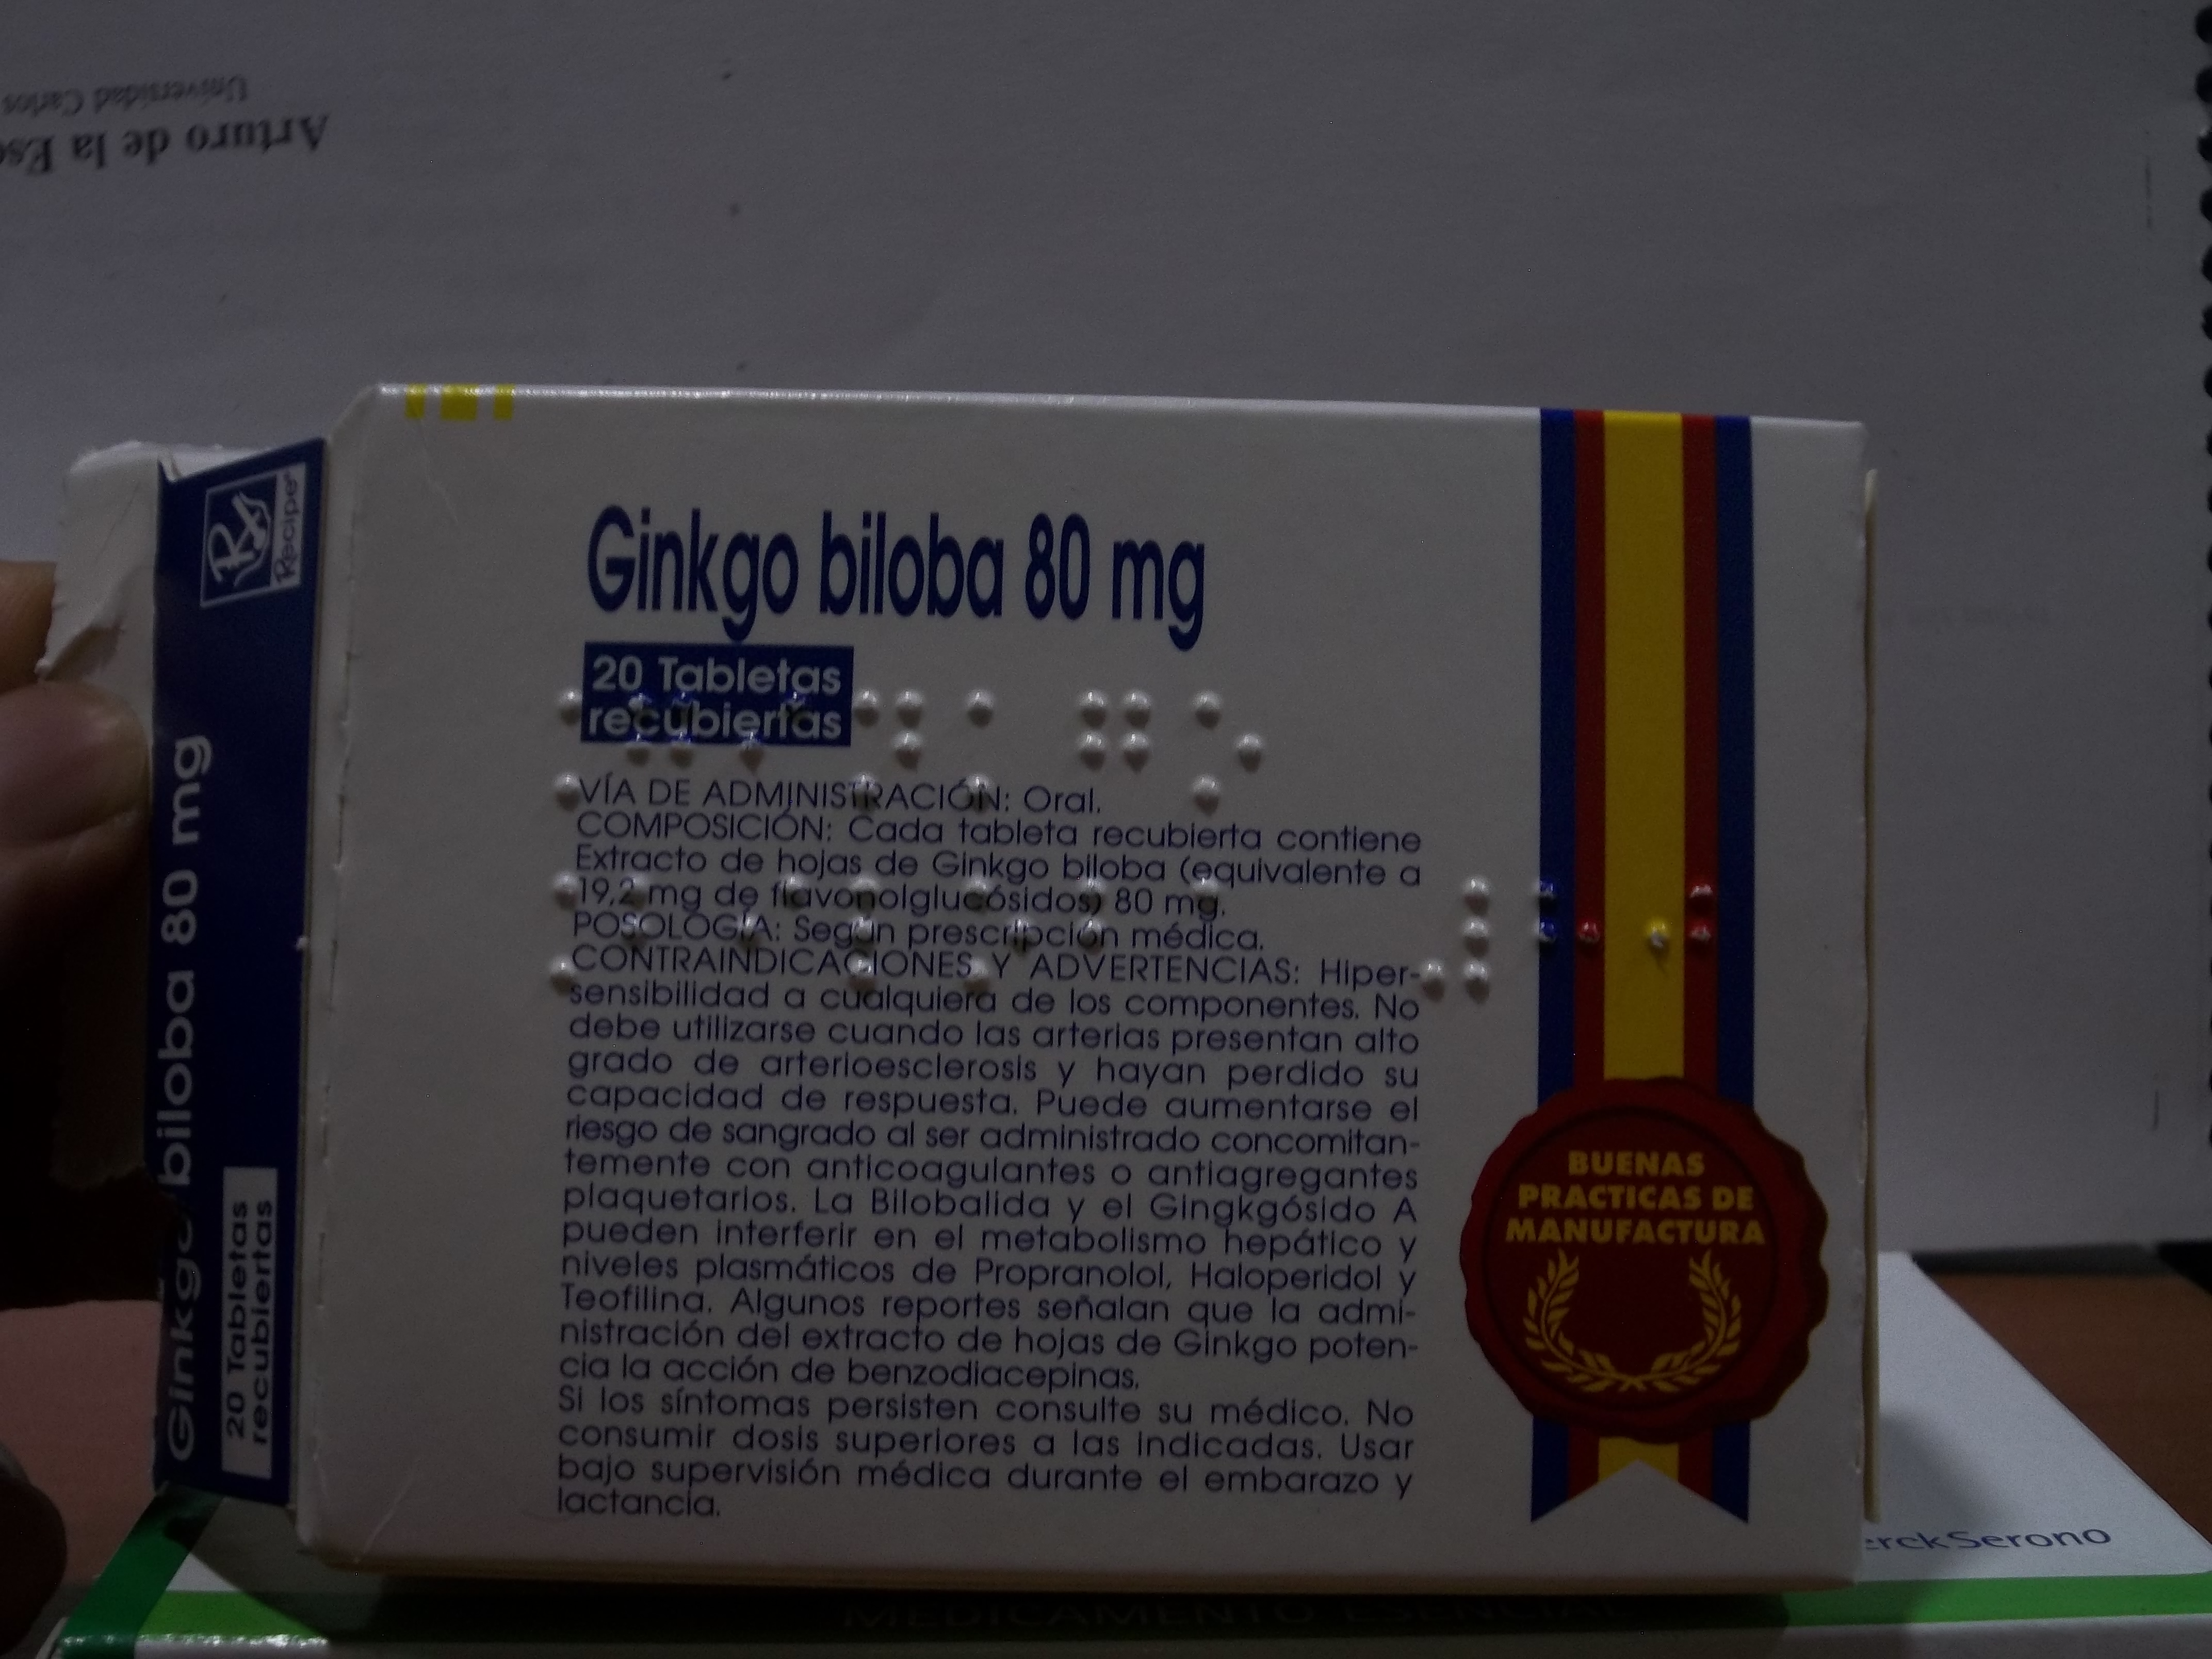 Universidad Carlos
Arturo de la
Rx
Récipe
Ginkgo biloba 80 mg
20 Tabletas
recubiertas
Ginkgo biloba 80 mg
20 Tabletas
recubiertas
VÍA DE ADMINISTRACIÓN: Oral.
COMPOSICIÓN: Cada tableta recubierta contiene
Extracto de hojas de Ginkgo biloba (equivalente a
19,2 mg de flavonolglucósidos) 80 mg.
POSOLOGÍA: Según prescripción médica.
CONTRAINDICACIONES Y ADVERTENCIAS: Hiper-
sensibilidad a cualquiera de los componentes. No
debe utilizarse cuando las arterias presentan alto
grado de arterioesclerosis y hayan perdido su
capacidad de respuesta. Puede aumentarse el
riesgo de sangrado al ser administrado concomitan-
temente con anticoagulantes o antiagregantes
plaquetarios. La Bilobalida y el Gingkgósido A
pueden interferir en el metabolismo hepático y
niveles plasmáticos de Propranolol, Haloperidol y
Teofilina. Algunos reportes señalan que la admi-
nistración del extracto de hojas de Ginkgo poten-
cia la acción de benzodiacepinas.
Si los síntomas persisten consulte su médico. No
consumir dosis superiores a las indicadas. Usar
bajo supervisión médica durante el embarazo y
lactancia.
BUENAS
PRACTICAS DE
MANUFACTURA
erckSerono
MEDICAMENTO ESENCIAL